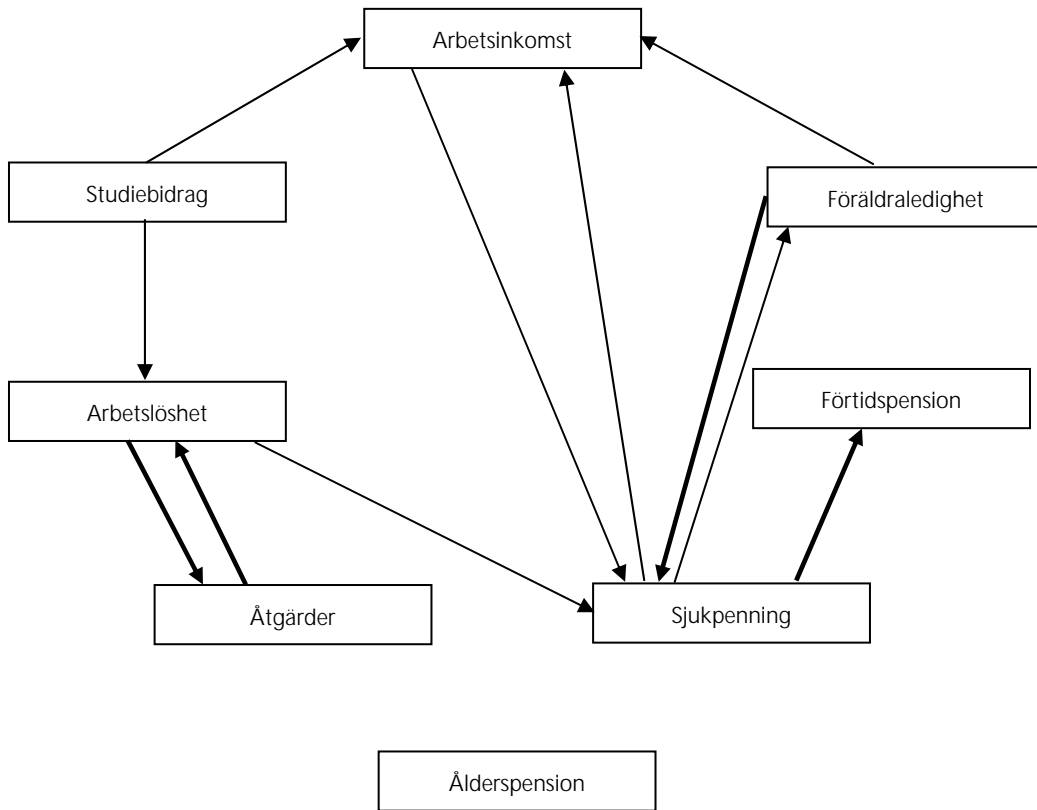 Arbetsinkomst
Studiebidrag
Föräldraledighet
Arbetslöshet
Förtidspension
Åtgärder
Sjukpenning
Ålderspension